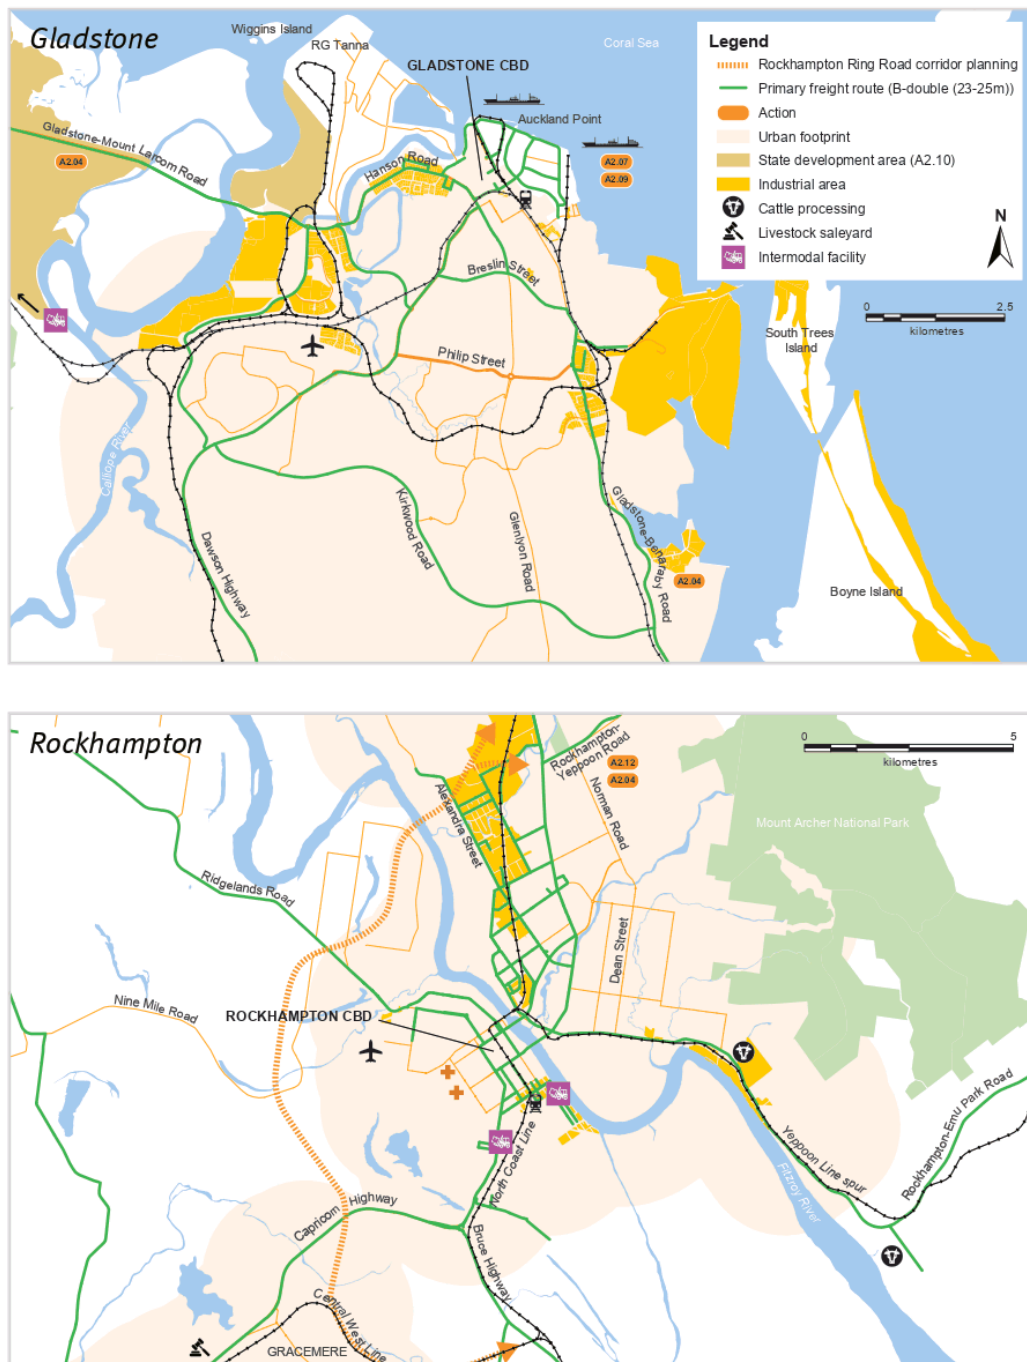 Gladstone
Wiggins Island
RG Tanna
Coral Sea
GLADSTONE CBD
Auckland Point
Legend
Rockhampton Ring Road corridor planning
Primary freight route (B-double (23-25m))
Action
Urban footprint
State development area (A2.10)
Industrial area
Cattle processing
Livestock saleyard
Intermodal facility
N
0 2.5
kilometres
Gladstone-Mount Larcom Road
A2.04
Hanson Road
A2.07
A2.09
Breslin Street
Philip Street
South Trees
Island
Calliope River
Dawson Highway
Kirkwood Road
Glenlyon Road
Gladstone-Benaraby Road
A2.04
Boyne Island
Rockhampton
0 5
kilometres
Rockhampton-
Yeppoon Road
A2.12
A2.04
Alexandra Street
Norman Road
Mount Archer National Park
Ridgelands Road
Dean Street
Nine Mile Road
ROCKHAMPTON CBD
North Coast Line
Yeppoon Line spur
Rockhampton-Emu Park Road
Fitzroy River
Capricorn Highway
Bruce Highway
Central West Line
GRACEMERE